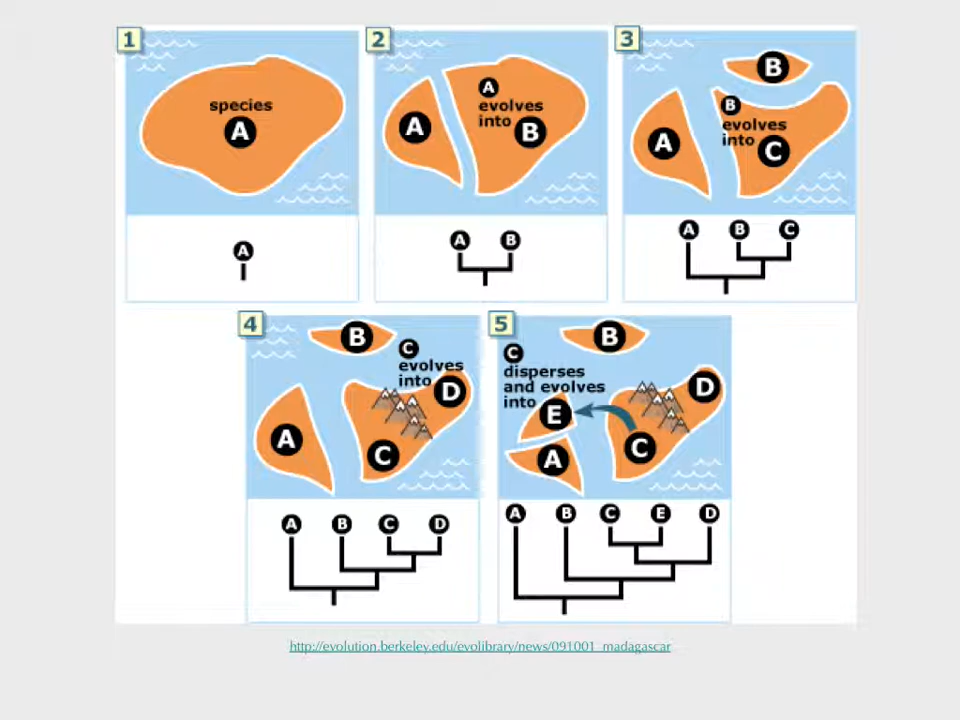 1
species
A
A
2
A
A
evolves
into
B
A B
3
B
A
B
evolves
into
C
A B C
4
B
C
evolves
into
D
A
C
A B C D
5
B
C
disperses
and evolves
into
E
D
A
C
A B C E D
http://evolution.berkeley.edu/evolibrary/news/091001_madagascar